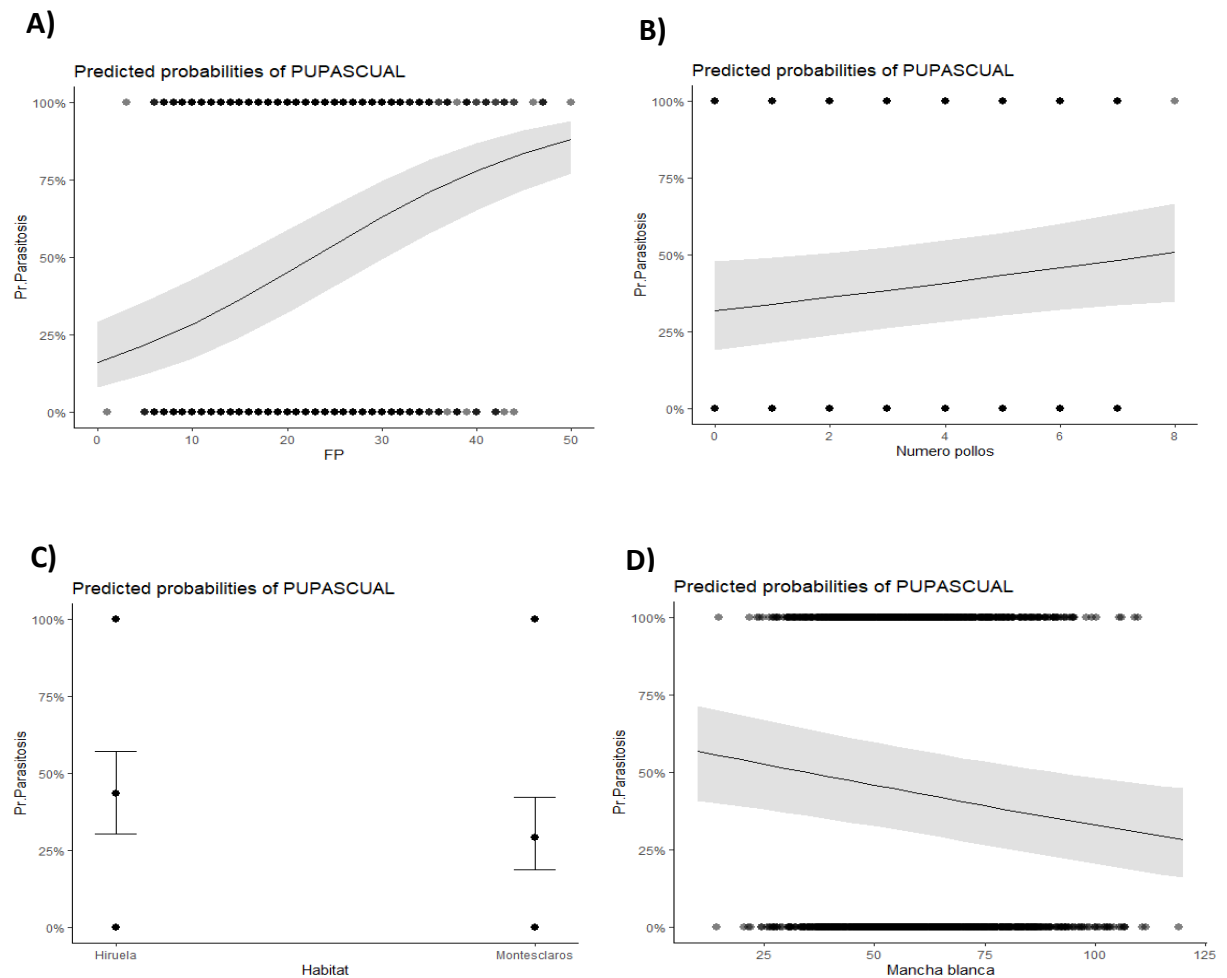 A)
Predicted probabilities of PUPASCUAL
100%
75%
50%
25%
0%
Pr.Parasitosis
0 10 20 30 40 50
FP
B)
Predicted probabilities of PUPASCUAL
100%
75%
50%
25%
0%
Pr.Parasitosis
0 2 4 6 8
Numero pollos
C)
Predicted probabilities of PUPASCUAL
100%
75%
50%
25%
0%
Pr.Parasitosis
Hiruela Montesclaros
Habitat
D)
Predicted probabilities of PUPASCUAL
100%
75%
50%
25%
0%
Pr.Parasitosis
25 50 75 100 125
Mancha blanca